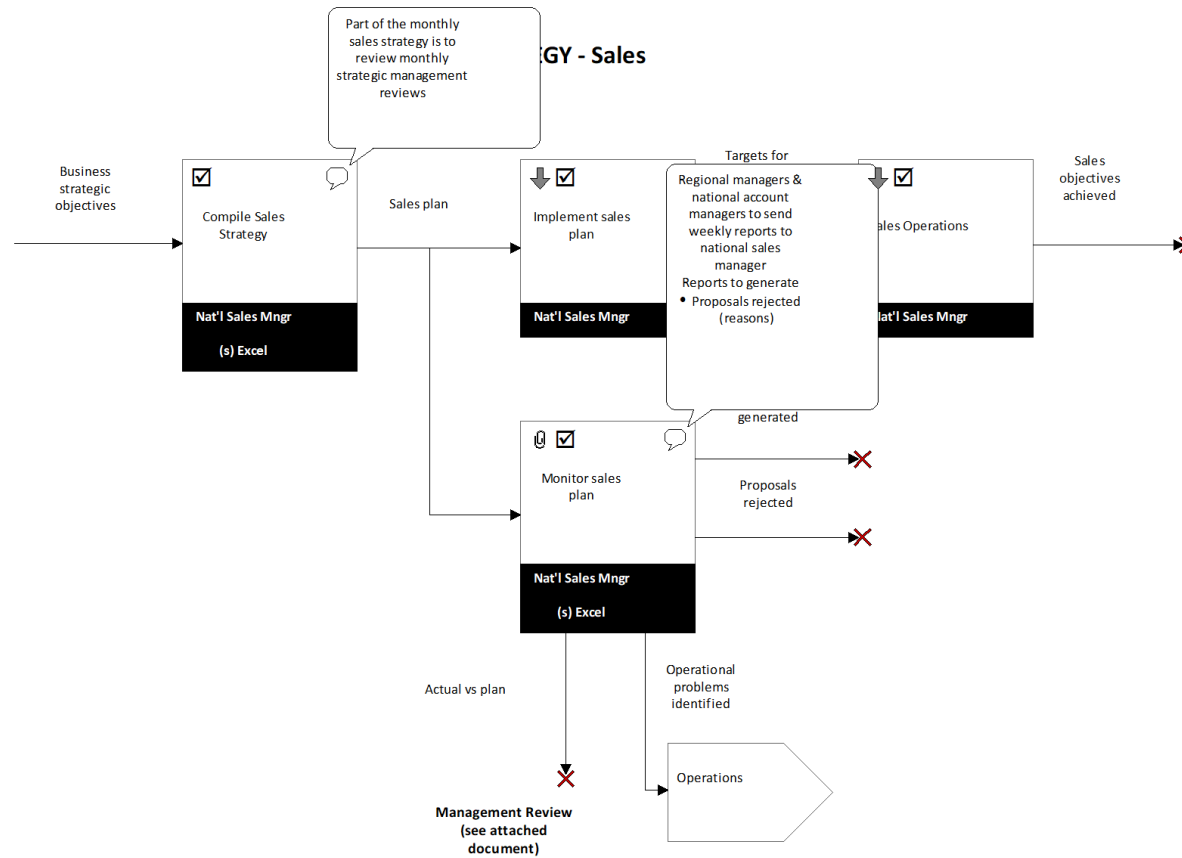 Part of the monthly
sales strategy is to
review monthly
strategic management
reviews
EGY - Sales
Business
strategic
objectives
Compile Sales
Strategy
Nat'l Sales Mngr
(s) Excel
Sales plan
Implement sales
plan
Nat'l Sales Mngr
Targets for
Regional managers &
national account
managers to send
weekly reports to
national sales
manager
Reports to generate
• Proposals rejected
(reasons)
ales Operations
Nat'l Sales Mngr
Sales
objectives
achieved
generated
Monitor sales
plan
Nat'l Sales Mngr
(s) Excel
Proposals
rejected
Actual vs plan
Operational
problems
identified
Operations
Management Review
(see attached
document)